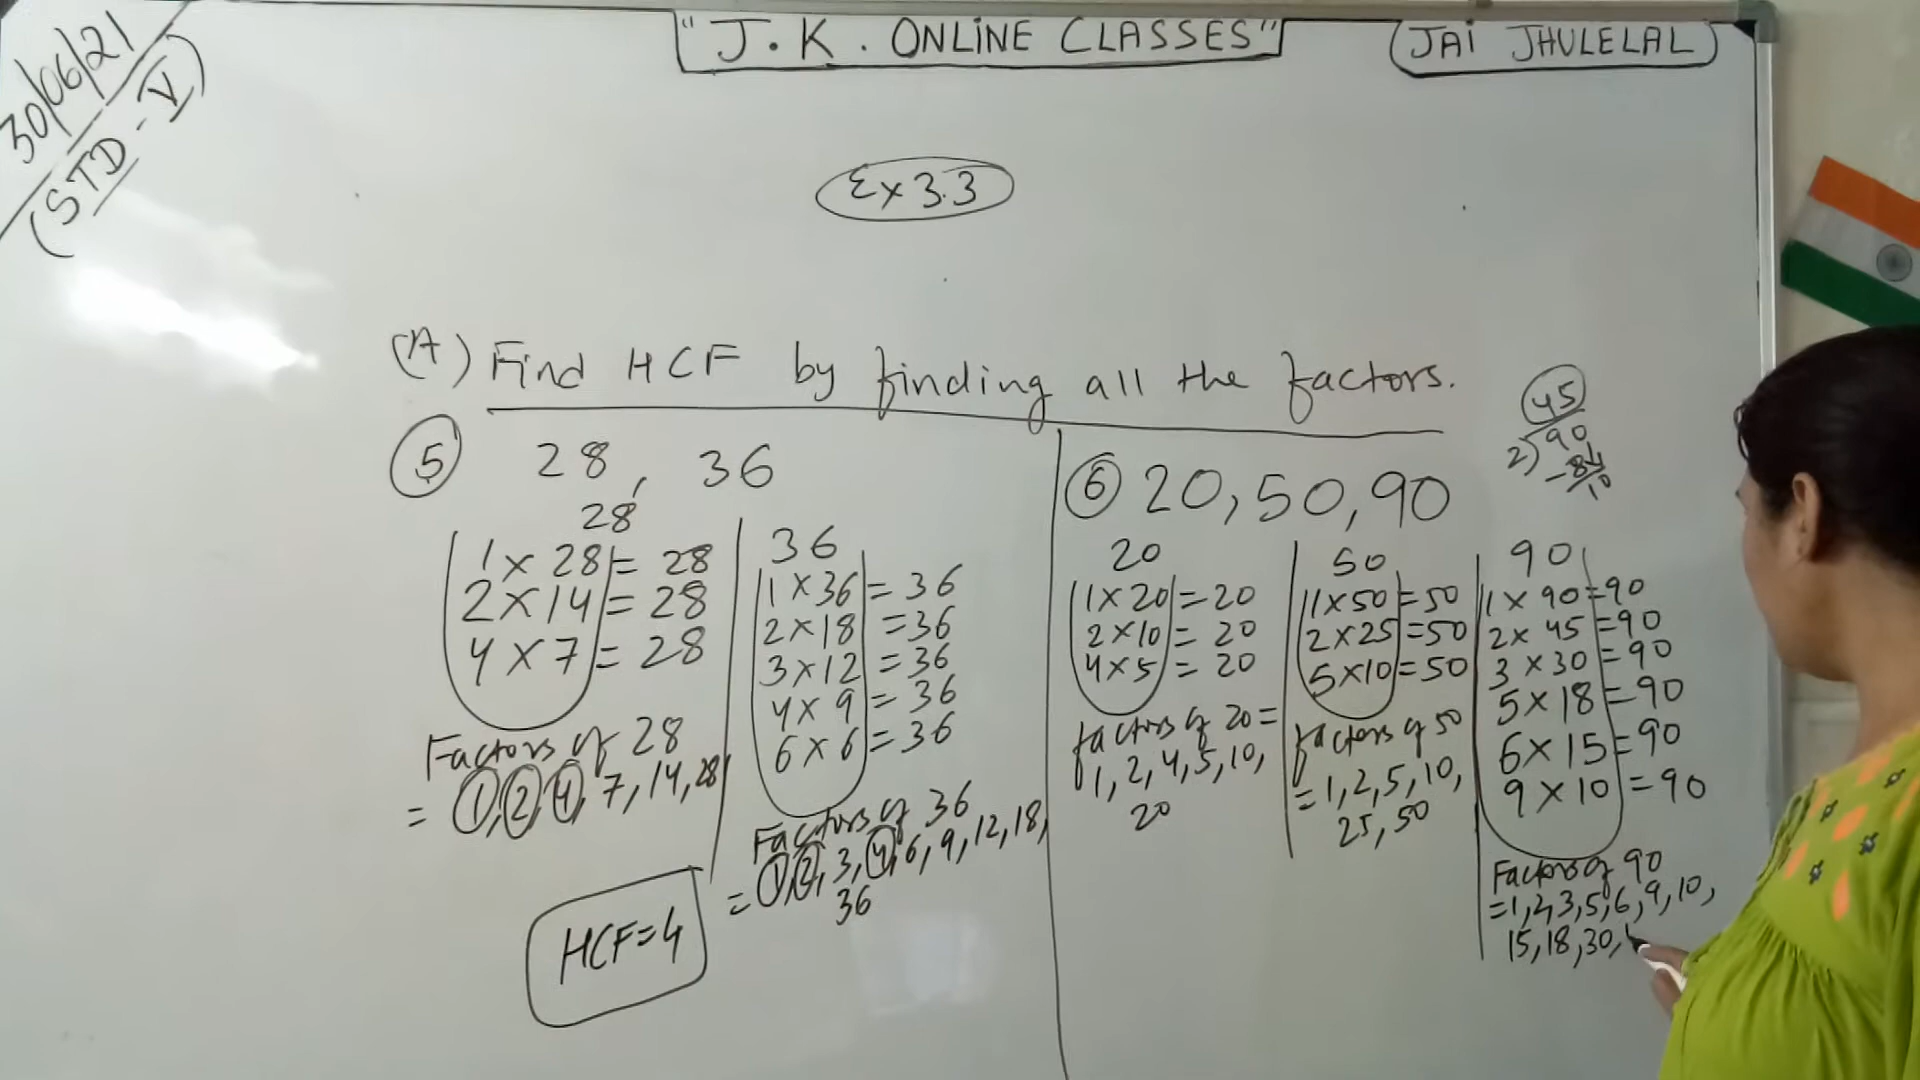 30/06/21
(STD - V)
"J.K. ONLINE CLASSES"
(JAI JHULELAL)
Ex 3.3
(A) Find HCF by finding all the factors.
5 28, 36
28
1 x 28 = 28
2 x 14 = 28
4 x 7 = 28
Factors of 28
= 1, 2, 4, 7, 14, 28
36
1 x 36 = 36
2 x 18 = 36
3 x 12 = 36
4 x 9 = 36
6 x 6 = 36
Factors of 36
= 1, 2, 3, 4, 6, 9, 12, 18,
36
HCF=4
6 20, 50, 90
45
2)90
-8↓
10
20
1 x 20 = 20
2 x 10 = 20
4 x 5 = 20
factors of 20 =
1, 2, 4, 5, 10,
20
50
1 x 50 = 50
2 x 25 = 50
5 x 10 = 50
factors of 50
= 1, 2, 5, 10,
25, 50
90
1 x 90 = 90
2 x 45 = 90
3 x 30 = 90
5 x 18 = 90
6 x 15 = 90
9 x 10 = 90
Factors of 90
= 1, 2, 3, 5, 6, 9, 10,
15, 18, 30,